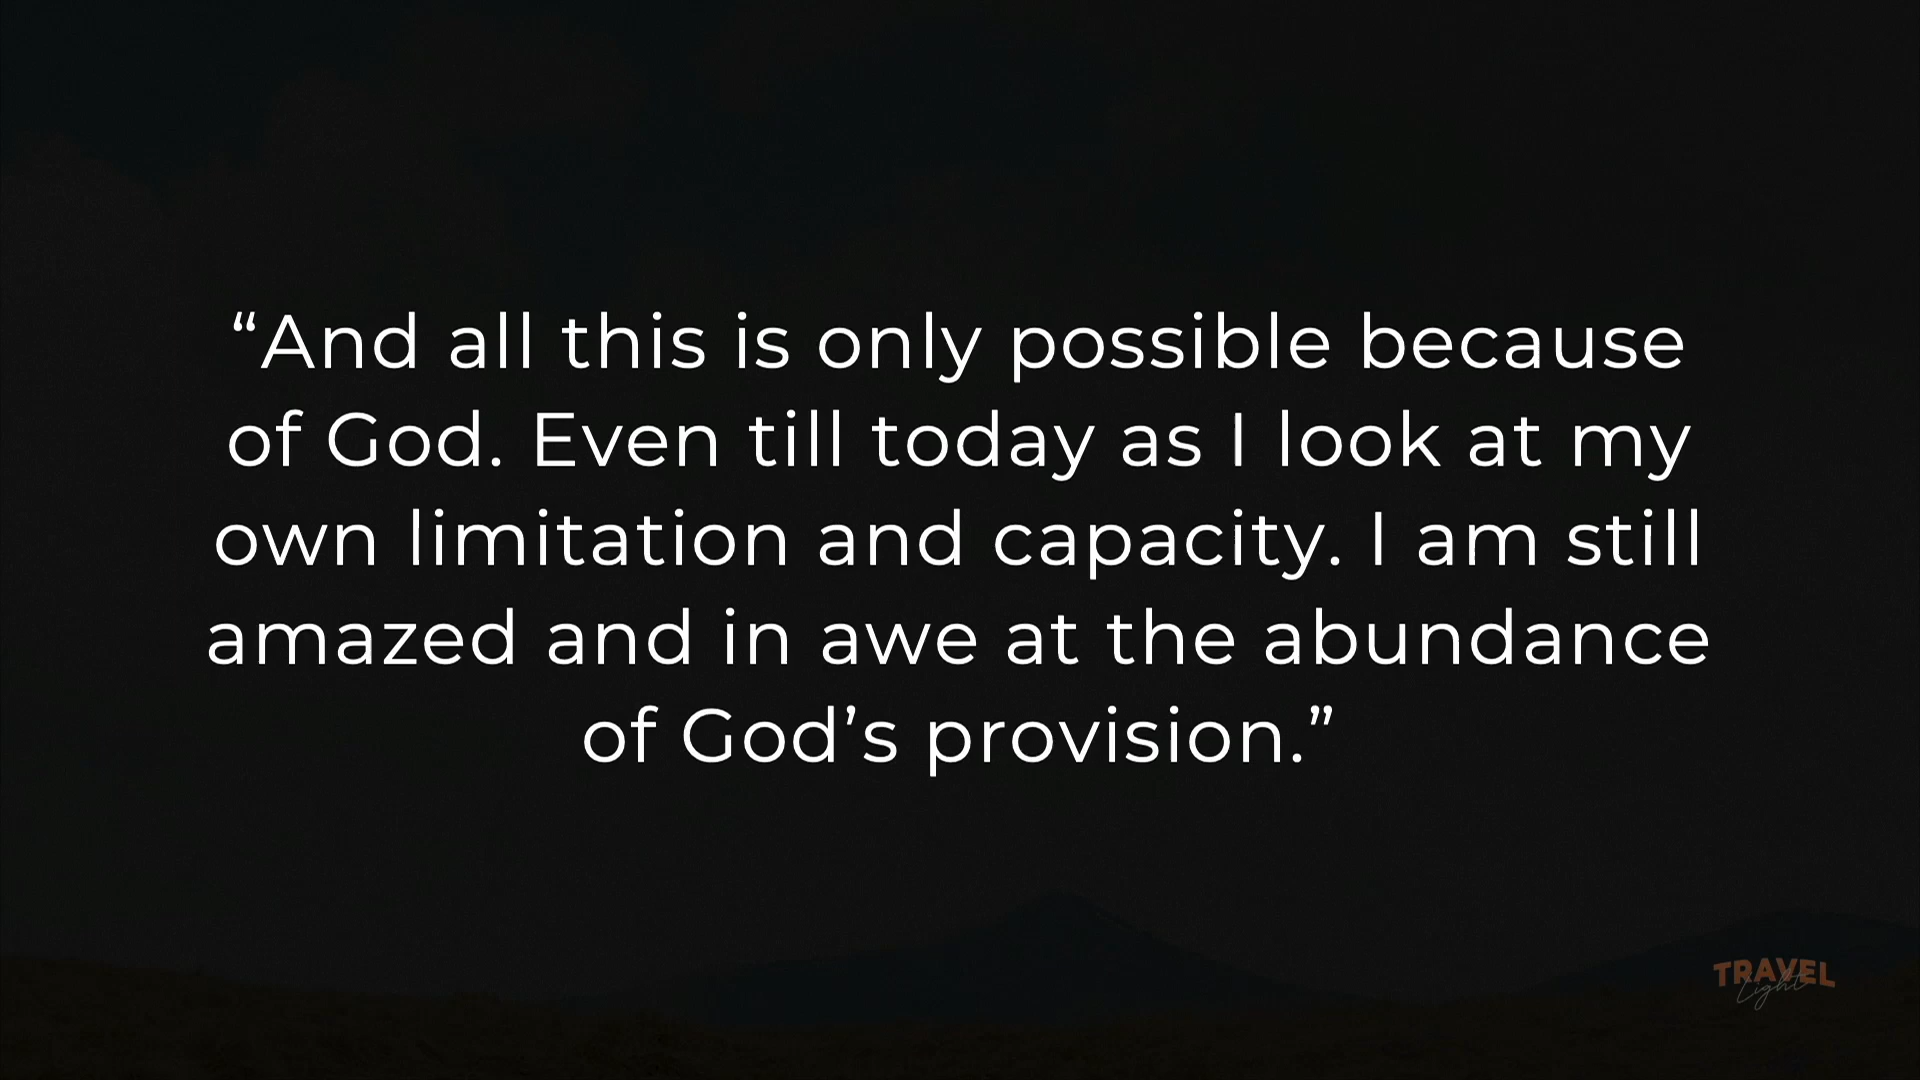 “And all this is only possible because
of God. Even till today as I look at my
own limitation and capacity. I am still
amazed and in awe at the abundance
of God’s provision.”
TRAVEL
Light